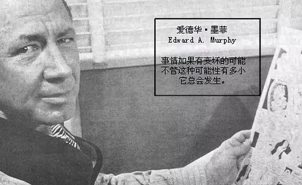 爱德华·墨菲
Edward A. Murphy
事情如果有变坏的可能
不管这种可能性有多小
它总会发生。